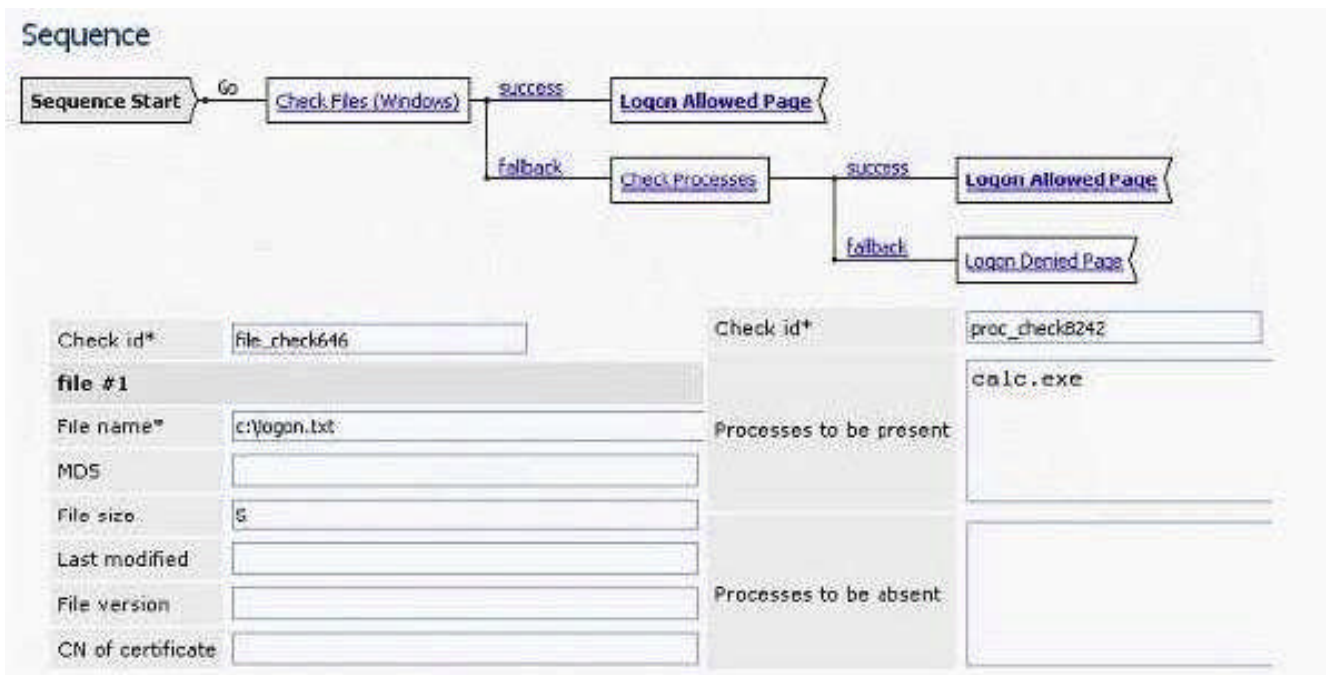 Sequence
Sequence Start
Go
Check Files (Windows)
success
Logon Allowed Page
fallback
Check Processes
success
Logon Allowed Page
fallback
Logon Denied Page
Check id*
file_check646
file #1
File name*
c:\logon.txt
MD5
File size
5
Last modified
File version
CN of certificate
Check id*
proc_check8242
Processes to be present
calc.exe
Processes to be absent